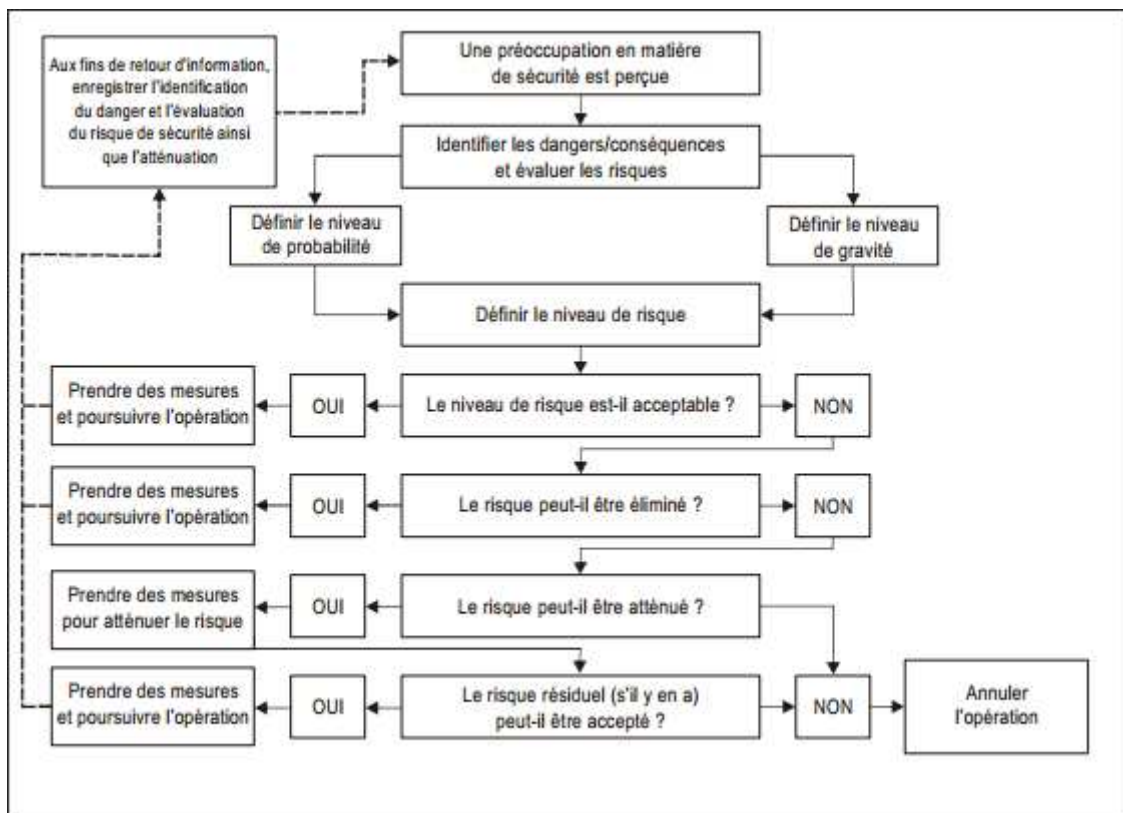 Aux fins de retour d'information,
enregistrer l'identification
du danger et l'évaluation
du risque de sécurité ainsi
que l'atténuation
Une préoccupation en matière
de sécurité est perçue
Identifier les dangers/conséquences
et évaluer les risques
Définir le niveau
de probabilité
Définir le niveau
de gravité
Définir le niveau de risque
Prendre des mesures
et poursuivre l'opération
OUI
Le niveau de risque est-il acceptable ?
NON
Prendre des mesures
et poursuivre l'opération
OUI
Le risque peut-il être éliminé ?
NON
Prendre des mesures
pour atténuer le risque
OUI
Le risque peut-il être atténué ?
Prendre des mesures
et poursuivre l'opération
OUI
Le risque résiduel (s'il y en a)
peut-il être accepté ?
NON
Annuler
l'opération